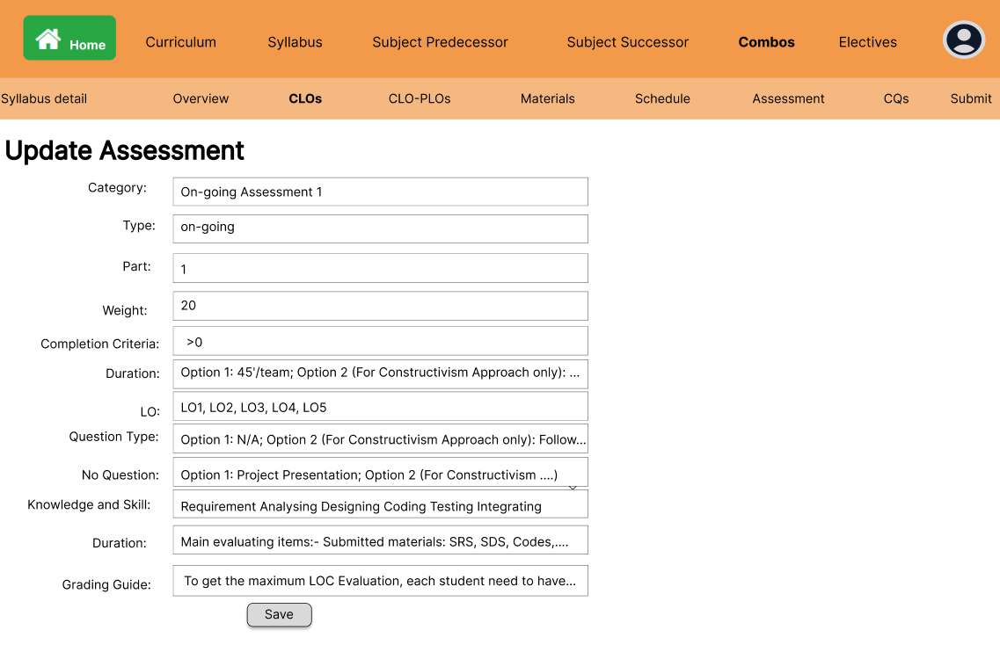 Home Curriculum Syllabus Subject Predecessor Subject Successor Combos Electives
Syllabus detail Overview CLOs CLO-PLOs Materials Schedule Assessment CQs Submit
Update Assessment
Category: On-going Assessment 1
Type: on-going
Part: 1
Weight: 20
Completion Criteria: >0
Duration: Option 1: 45'/team; Option 2 (For Constructivism Approach only): ...
LO: LO1, LO2, LO3, LO4, LO5
Question Type: Option 1: N/A; Option 2 (For Constructivism Approach only): Follow...
No Question: Option 1: Project Presentation; Option 2 (For Constructivism ....)
Knowledge and Skill: Requirement Analysing Designing Coding Testing Integrating
Duration: Main evaluating items:- Submitted materials: SRS, SDS, Codes,....
Grading Guide: To get the maximum LOC Evaluation, each student need to have...
Save